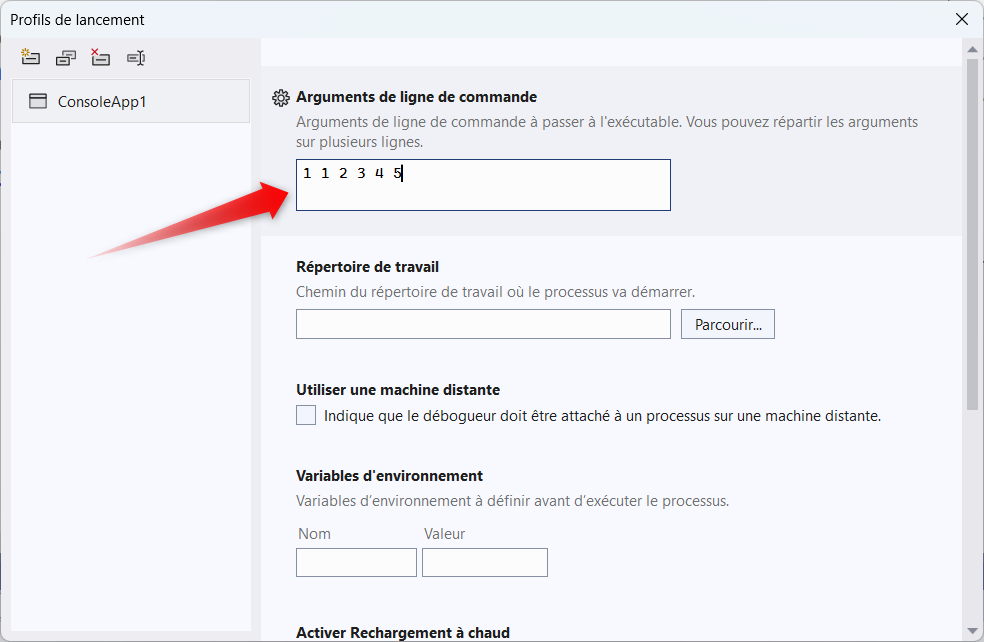 Profils de lancement
ConsoleApp1
Arguments de ligne de commande
Arguments de ligne de commande à passer à l'exécutable. Vous pouvez répartir les arguments
sur plusieurs lignes.
1 1 2 3 4 5
Répertoire de travail
Chemin du répertoire de travail où le processus va démarrer.
Parcourir...
Utiliser une machine distante
Indique que le débogueur doit être attaché à un processus sur une machine distante.
Variables d'environnement
Variables d’environnement à définir avant d’exécuter le processus.
Nom Valeur
Activer Rechargement à chaud